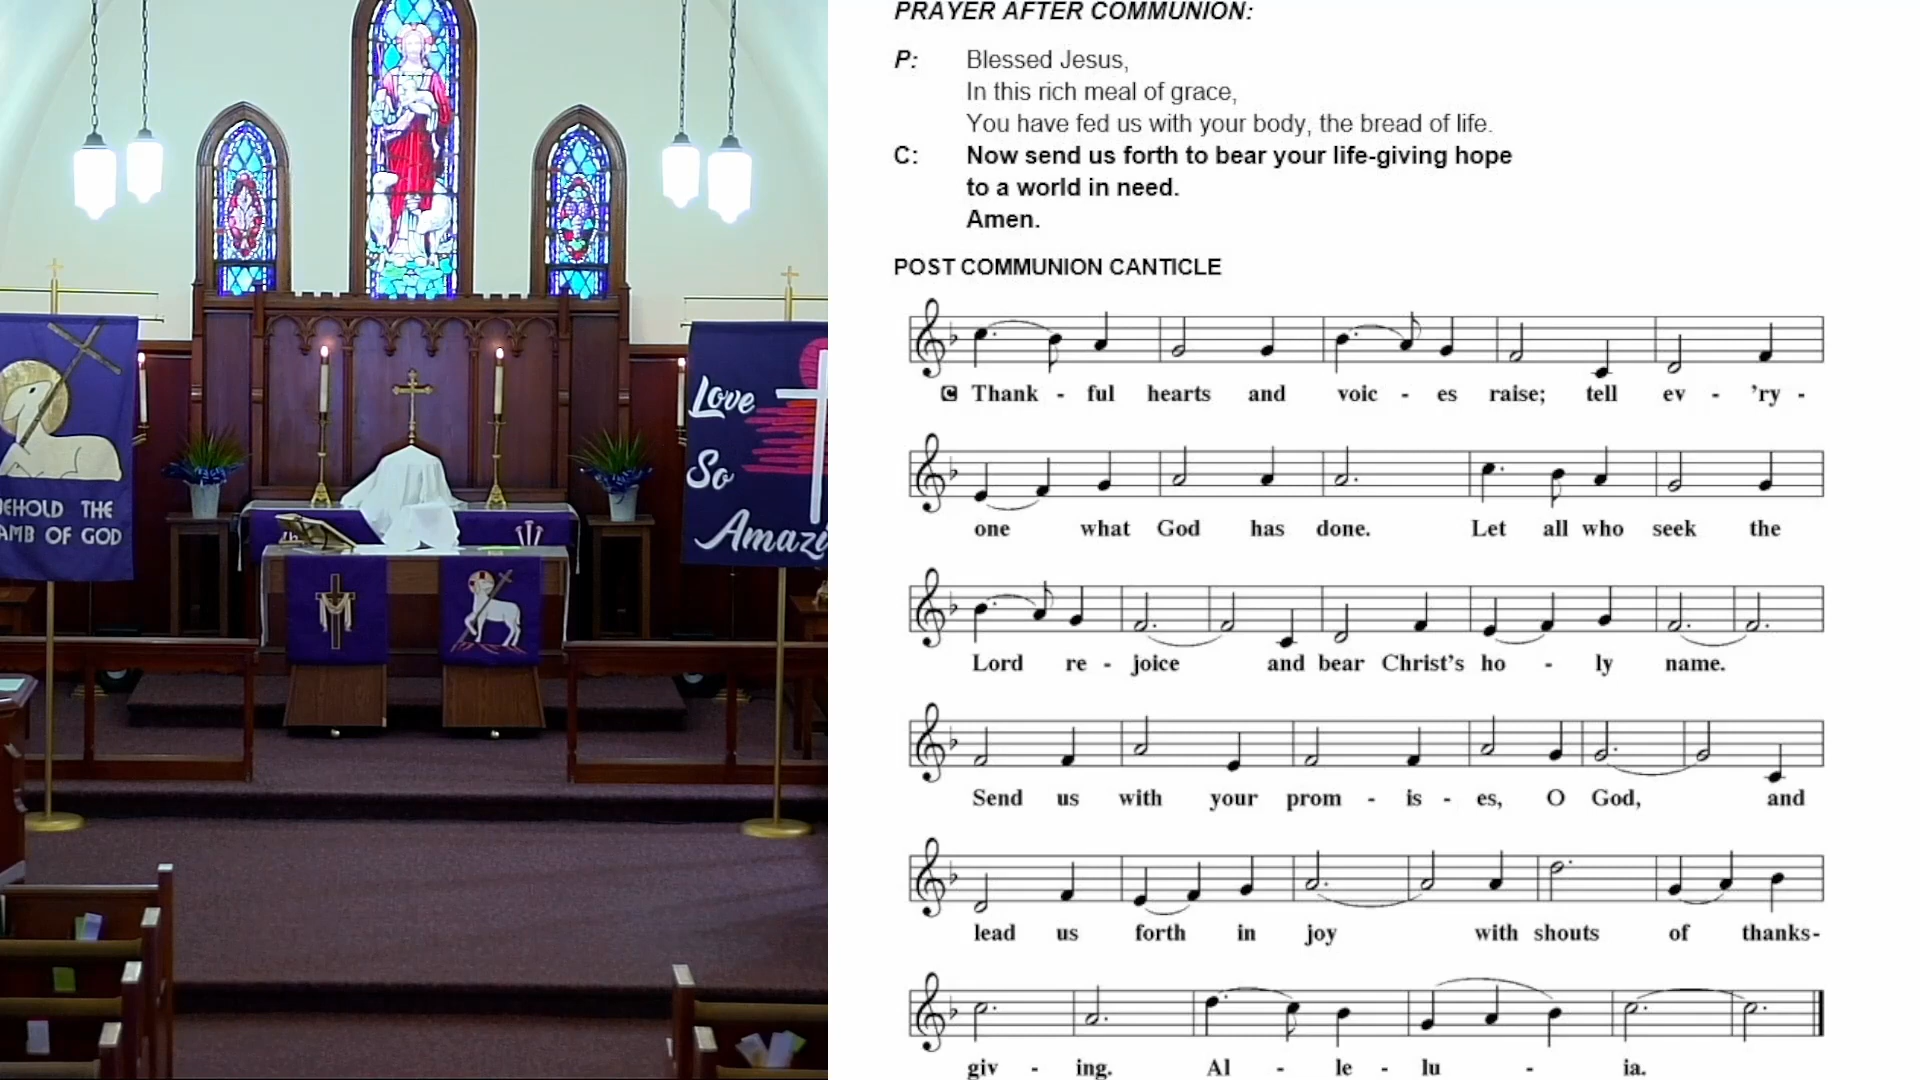 BEHOLD THE
LAMB OF GOD
Love
So
PRAYER AFTER COMMUNION:
P: Blessed Jesus,
In this rich meal of grace,
You have fed us with your body, the bread of life.
C: Now send us forth to bear your life-giving hope
to a world in need.
Amen.
POST COMMUNION CANTICLE
C Thank - ful hearts and voic - es raise; tell ev - 'ry -
one what God has done. Let all who seek the
Lord re - joice and bear Christ's ho - ly name.
Send us with your prom - is - es, O God, and
lead us forth in joy with shouts of thanks-
giv - ing. Al - le - lu - ia.